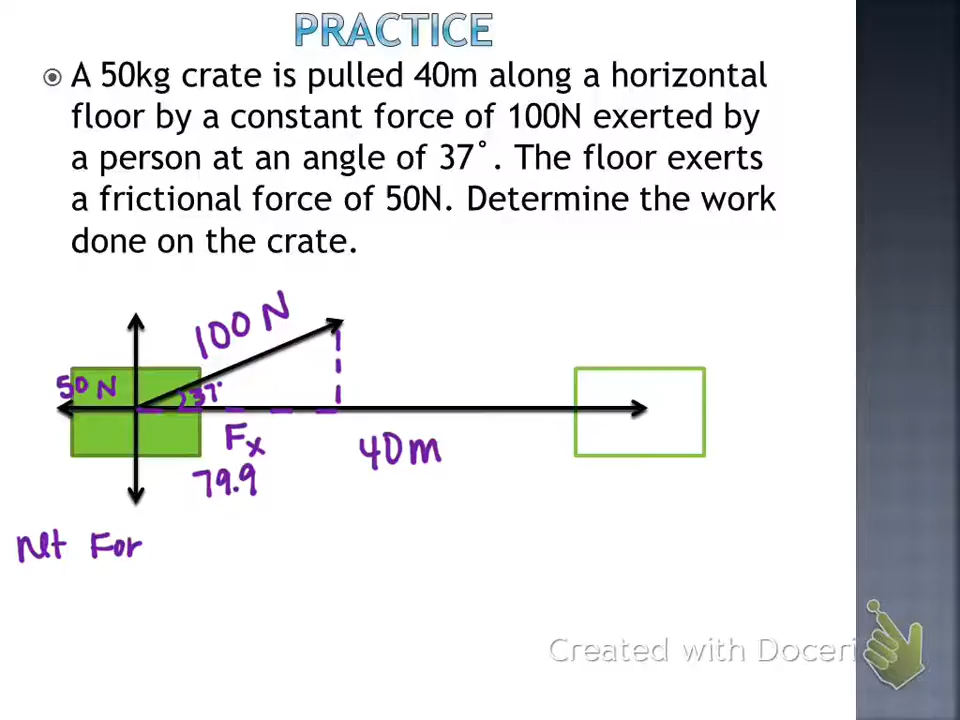 PRACTICE
A 50kg crate is pulled 40m along a horizontal
floor by a constant force of 100N exerted by
a person at an angle of 37˚. The floor exerts
a frictional force of 50N. Determine the work
done on the crate.
100 N
50 N
37°
Fx
40m
79.9
Net For
Created with Doceri